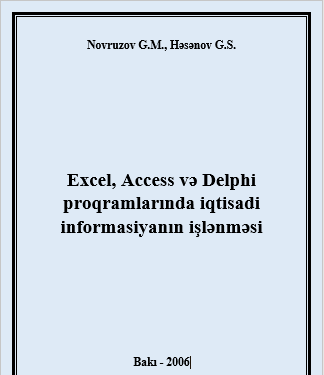 Novruzov G.M., Həsənov G.S.
Excel, Access və Delphi
proqramlarında iqtisadi
informasiyanın işlənməsi
Bakı - 2006